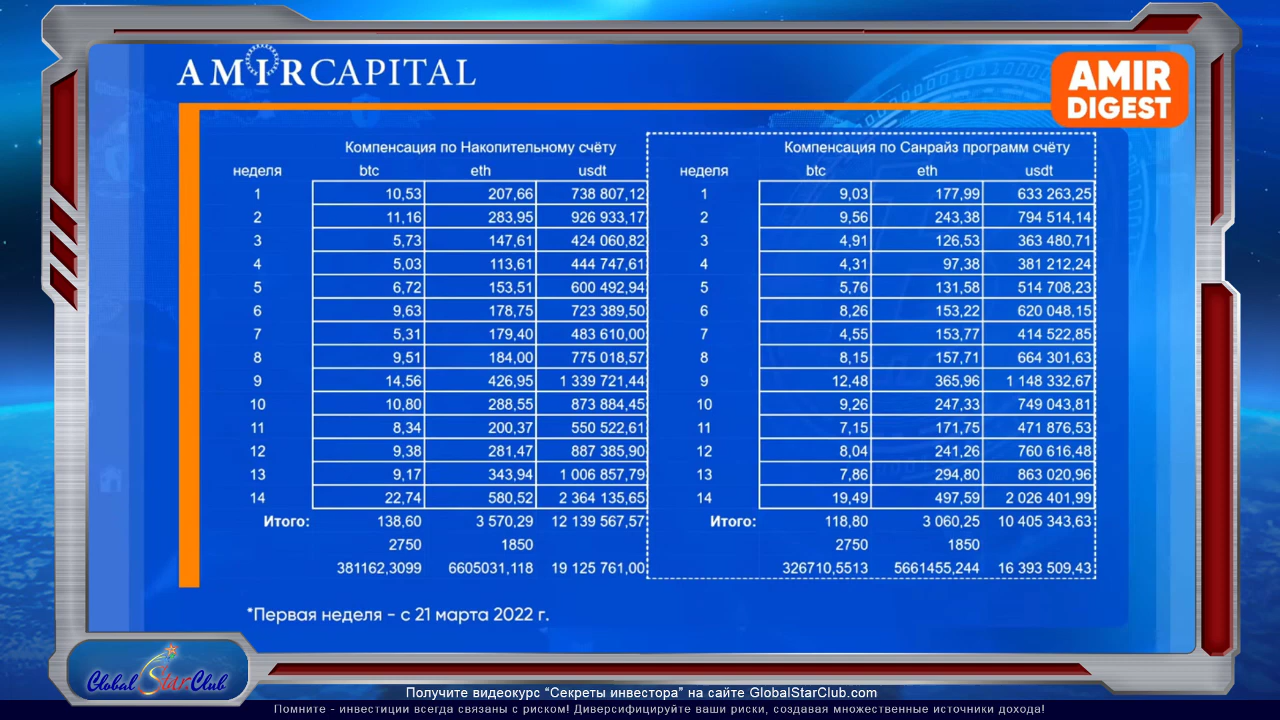 AMIRCAPITAL
AMIR
DIGEST
Компенсация по Накопительному счёту
неделя btc eth usdt
1 10,53 207,66 738 807,12
2 11,16 283,95 926 933,17
3 5,73 147,61 424 060,82
4 5,03 113,61 444 747,61
5 6,72 153,51 600 492,94
6 9,63 178,75 723 389,50
7 5,31 179,40 483 610,00
8 9,51 184,00 775 018,57
9 14,56 426,95 1 339 721,44
10 10,80 288,55 873 884,45
11 8,34 200,37 550 522,61
12 9,38 281,47 887 385,90
13 9,17 343,94 1 006 857,79
14 22,74 580,52 2 364 135,65
Итого: 138,60 3 570,29 12 139 567,57
2750 1850
381162,3099 6605031,118 19 125 761,00
Компенсация по Санрайз программ счёту
неделя btc eth usdt
1 9,03 177,99 633 263,25
2 9,56 243,38 794 514,14
3 4,91 126,53 363 480,71
4 4,31 97,38 381 212,24
5 5,76 131,58 514 708,23
6 8,26 153,22 620 048,15
7 4,55 153,77 414 522,85
8 8,15 157,71 664 301,63
9 12,48 365,96 1 148 332,67
10 9,26 247,33 749 043,81
11 7,15 171,75 471 876,53
12 8,04 241,26 760 616,48
13 7,86 294,80 863 020,96
14 19,49 497,59 2 026 401,99
Итого: 118,80 3 060,25 10 405 343,63
2750 1850
326710,5513 5661455,244 16 393 509,43
*Первая неделя - с 21 марта 2022 г.
Global Star Club
Получите видеокурс “Секреты инвестора” на сайте GlobalStarClub.com
Помните - инвестиции всегда связаны с риском! Диверсифицируйте ваши риски, создавая множественные источники дохода!